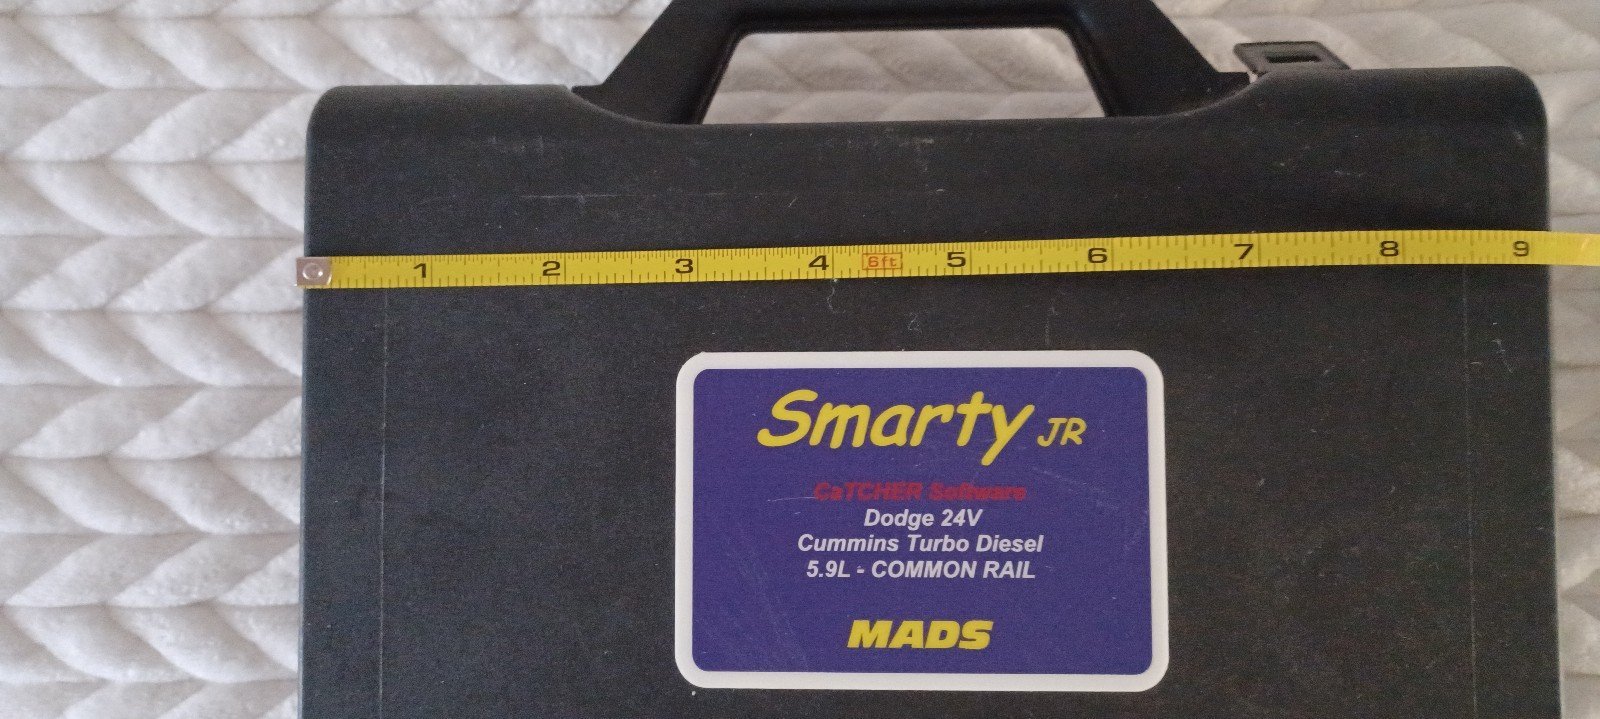 1 2 3 4 6ft 5 6 7 8 9
Smarty JR
CaTCHER Software
Dodge 24V
Cummins Turbo Diesel
5.9L - COMMON RAIL
MADS